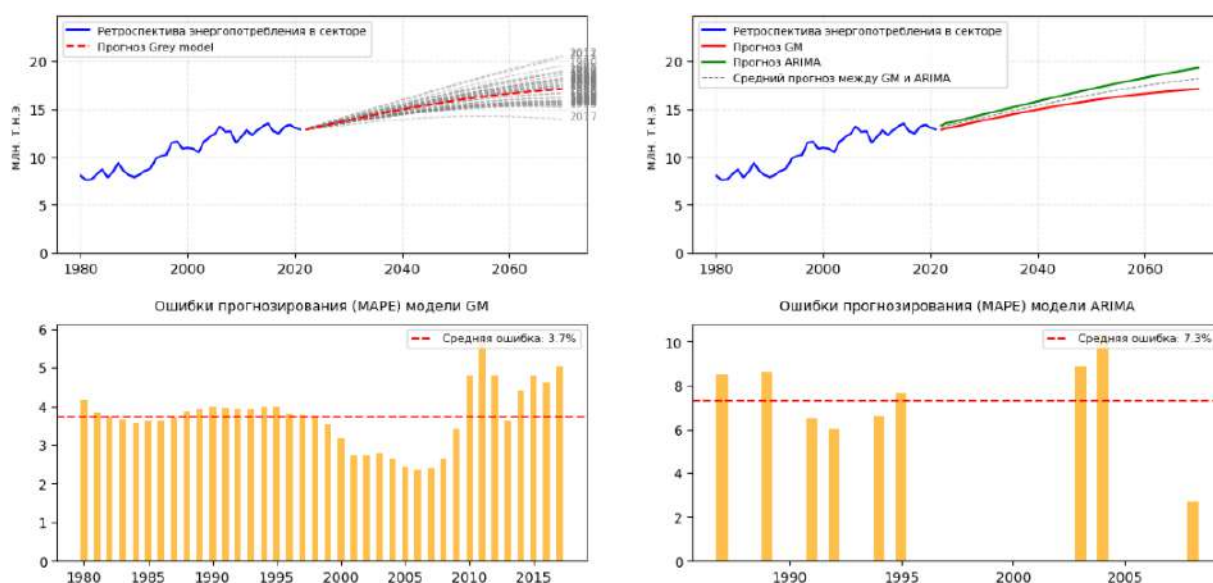 Ретроспектива энергопотребления в секторе
Прогноз Grey model
2012
2017
млн. т.н.э.
20
15
10
5
0
1980 2000 2020 2040 2060
Ретроспектива энергопотребления в секторе
Прогноз GM
Прогноз ARIMA
Средний прогноз между GM и ARIMA
млн. т.н.э.
20
15
10
5
0
1980 2000 2020 2040 2060
Ошибки прогнозирования (MAPE) модели GM
Средняя ошибка: 3.7%
6
5
4
3
2
1
0
1980 1985 1990 1995 2000 2005 2010 2015
Ошибки прогнозирования (MAPE) модели ARIMA
Средняя ошибка: 7.3%
10
8
6
4
2
0
1990 1995 2000 2005